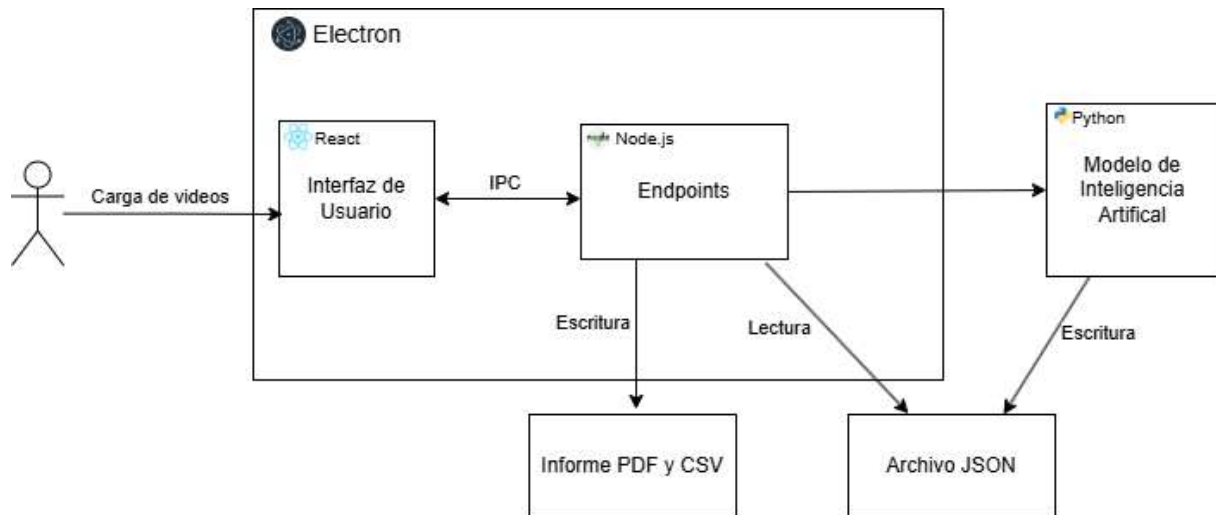 Electron
React
Interfaz de
Usuario
IPC
node Node.js
Endpoints
Python
Modelo de
Inteligencia
Artifical
Carga de videos
Escritura
Lectura
Escritura
Informe PDF y CSV
Archivo JSON